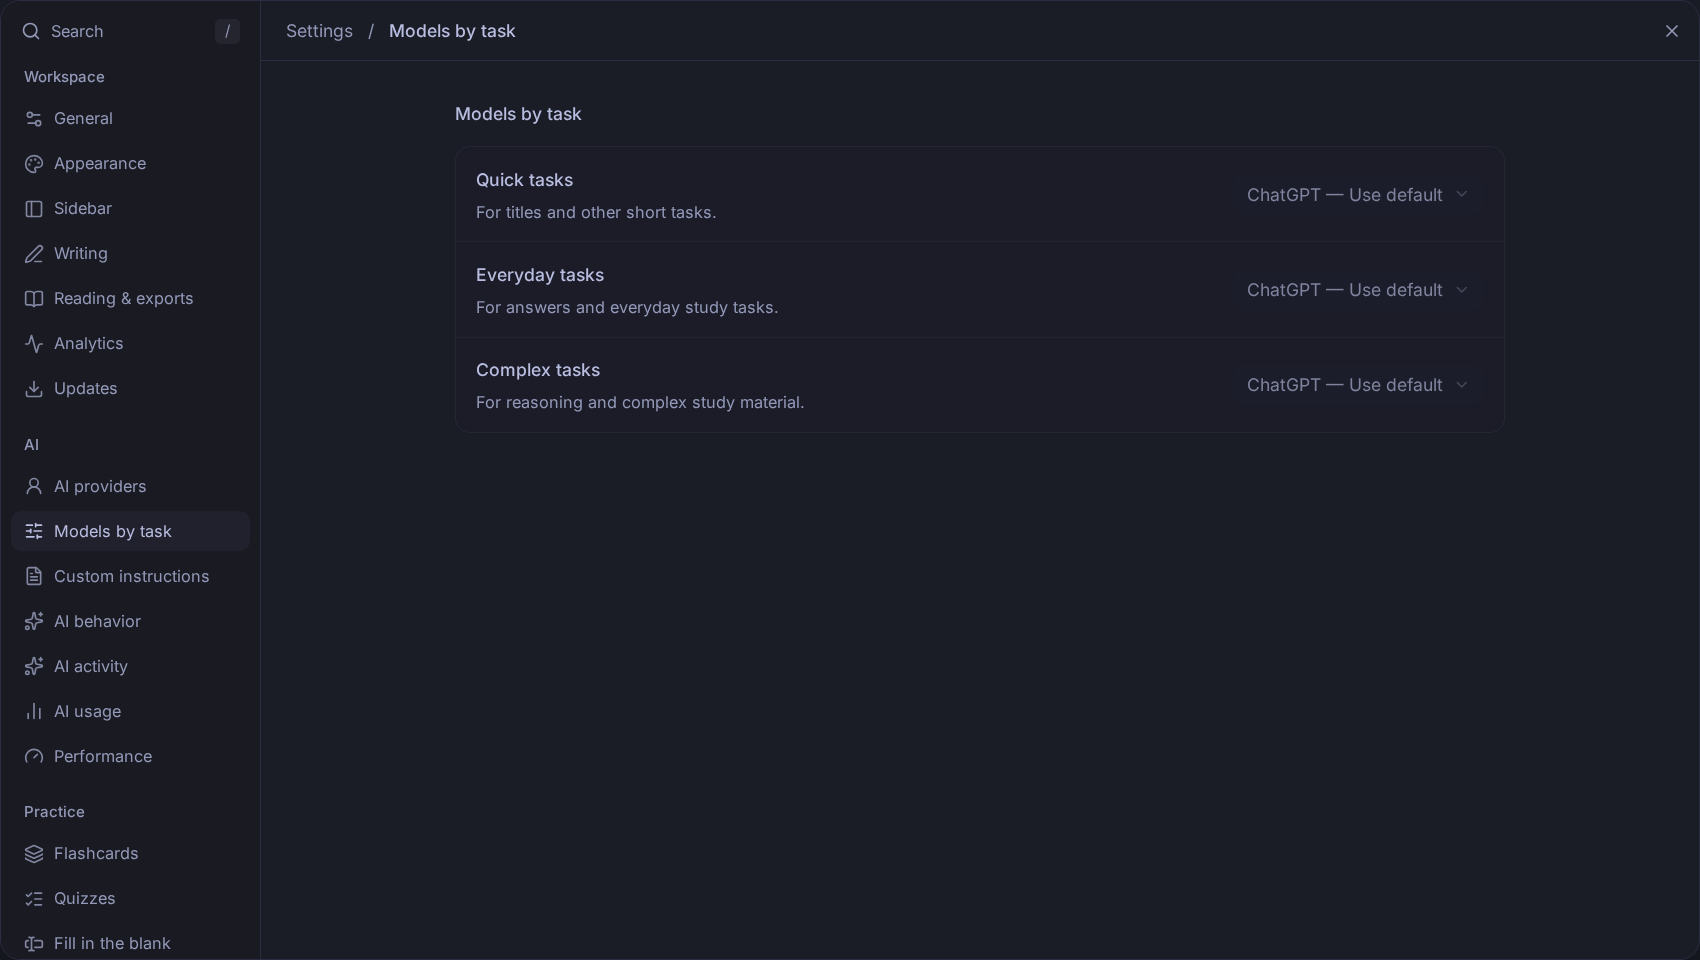 Search /
Workspace
General
Appearance
Sidebar
Writing
Reading & exports
Analytics
Updates
AI
AI providers
Models by task
Custom instructions
AI behavior
AI activity
AI usage
Performance
Practice
Flashcards
Quizzes
Fill in the blank
Settings / Models by task
Models by task
Quick tasks
For titles and other short tasks.
ChatGPT — Use default
Everyday tasks
For answers and everyday study tasks.
ChatGPT — Use default
Complex tasks
For reasoning and complex study material.
ChatGPT — Use default